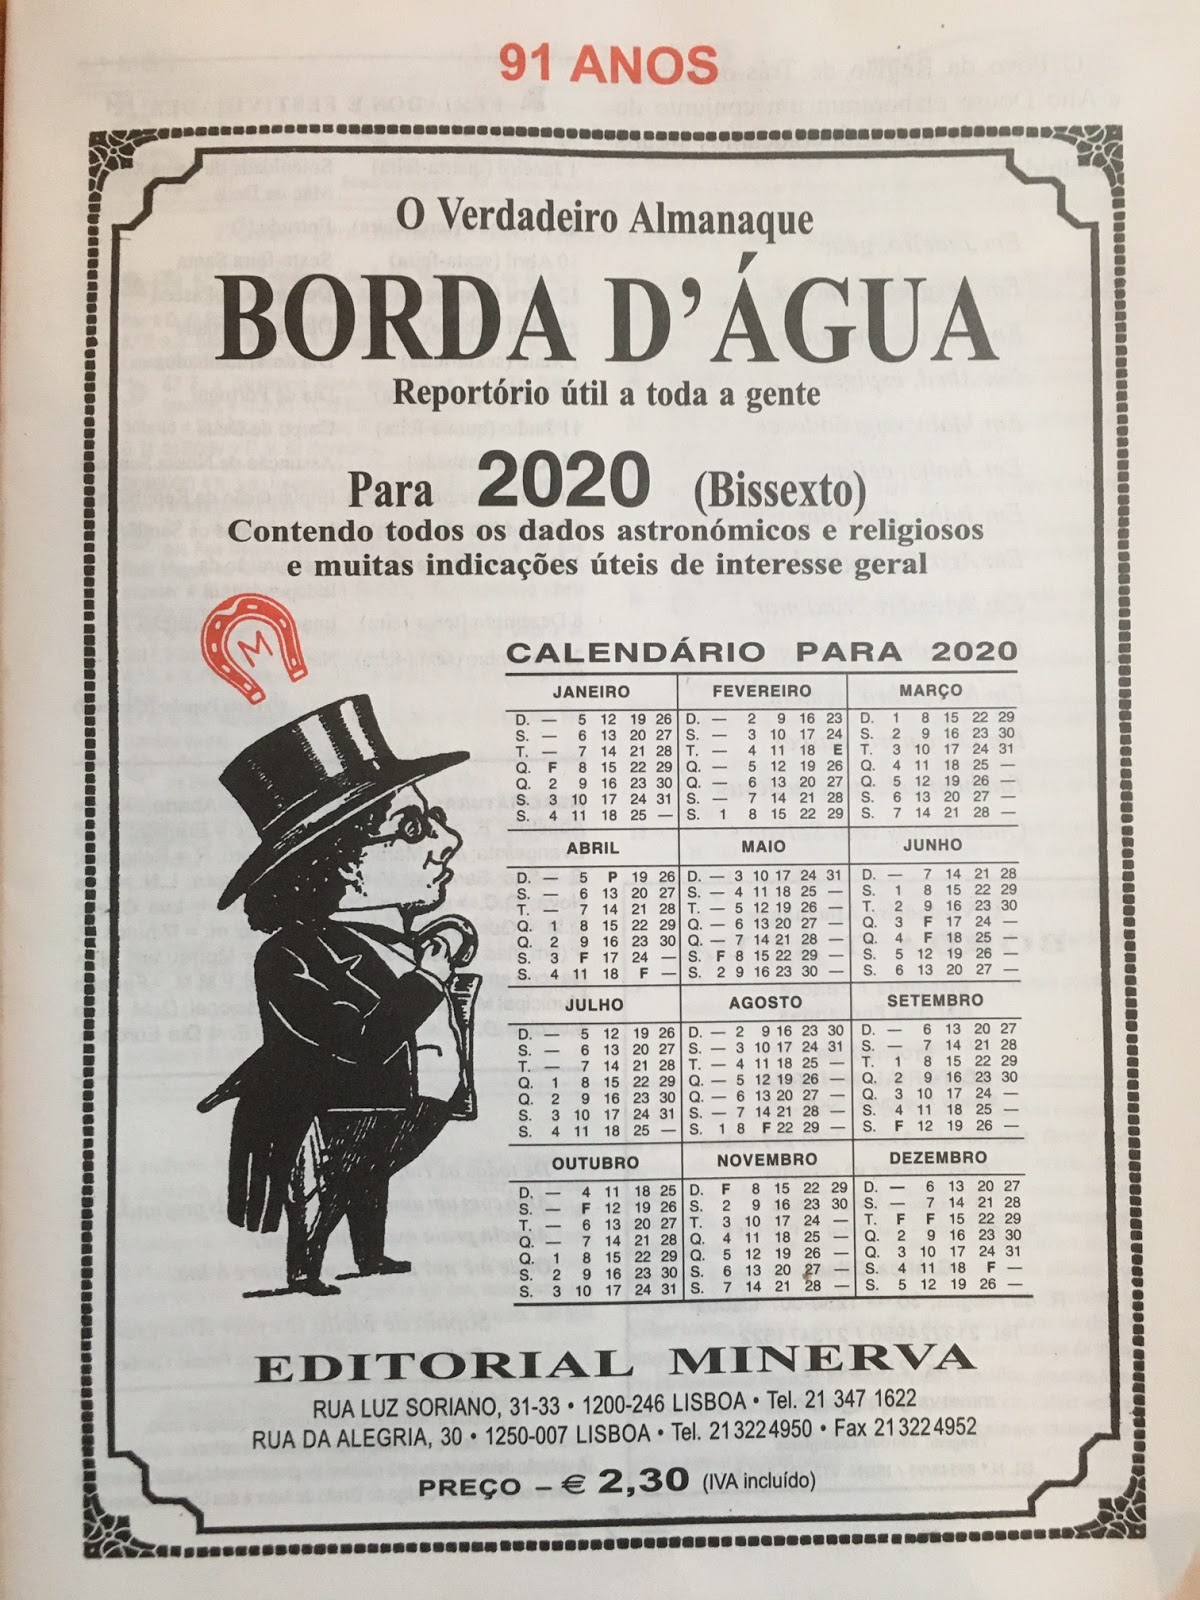 91 ANOS
O Verdadeiro Almanaque
BORDA D'ÁGUA
Reportório útil a toda a gente
Para 2020 (Bissexto)
Contendo todos os dados astronómicos e religiosos
e muitas indicações úteis de interesse geral
M
CALENDÁRIO PARA 2020
JANEIRO
D. — 5 12 19 26
S. — 6 13 20 27
T. — 7 14 21 28
Q. F 8 15 22 29
Q. 2 9 16 23 30
S. 3 10 17 24 31
S. 4 11 18 25 —
FEVEREIRO
D. — 2 9 16 23
S. — 3 10 17 24
T. — 4 11 18 E
Q. — 5 12 19 26
Q. — 6 13 20 27
S. — 7 14 21 28
S. 1 8 15 22 29
MARÇO
D. 1 8 15 22 29
S. 2 9 16 23 30
T. 3 10 17 24 31
Q. 4 11 18 25 —
Q. 5 12 19 26 —
S. 6 13 20 27 —
S. 7 14 21 28 —
ABRIL
D. — 5 P 19 26
S. — 6 13 20 27
T. — 7 14 21 28
Q. 1 8 15 22 29
Q. 2 9 16 23 30
S. 3 F 17 24 —
S. 4 11 18 F —
MAIO
D. — 3 10 17 24 31
S. — 4 11 18 25 —
T. — 5 12 19 26 —
Q. — 6 13 20 27 —
Q. — 7 14 21 28 —
S. F 8 15 22 29 —
S. 2 9 16 23 30 —
JUNHO
D. — 7 14 21 28
S. 1 8 15 22 29
T. 2 9 16 23 30
Q. 3 F 17 24 —
Q. 4 F 18 25 —
S. 5 12 19 26 —
S. 6 13 20 27 —
JULHO
D. — 5 12 19 26
S. — 6 13 20 27
T. — 7 14 21 28
Q. 1 8 15 22 29
Q. 2 9 16 23 30
S. 3 10 17 24 31
S. 4 11 18 25 —
AGOSTO
D. — 2 9 16 23 30
S. — 3 10 17 24 31
T. — 4 11 18 25 —
Q. — 5 12 19 26 —
Q. — 6 13 20 27 —
S. — 7 14 21 28 —
S. 1 8 F 22 29 —
SETEMBRO
D. — 6 13 20 27
S. — 7 14 21 28
T. 1 8 15 22 29
Q. 2 9 16 23 30
Q. 3 10 17 24 —
S. 4 11 18 25 —
S. F 12 19 26 —
OUTUBRO
D. — 4 11 18 25
S. — F 12 19 26
T. — 6 13 20 27
Q. — 7 14 21 28
Q. 1 8 15 22 29
S. 2 9 16 23 30
S. 3 10 17 24 31
NOVEMBRO
D. F 8 15 22 29
S. 2 9 16 23 30
T. 3 10 17 24 —
Q. 4 11 18 25 —
Q. 5 12 19 26 —
S. 6 13 20 27 —
S. 7 14 21 28 —
DEZEMBRO
D. — 6 13 20 27
S. — 7 14 21 28
T. F F 15 22 29
Q. 2 9 16 23 30
Q. 3 10 17 24 31
S. 4 11 18 F —
S. 5 12 19 26 —
EDITORIAL MINERVA
RUA LUZ SORIANO, 31-33 • 1200-246 LISBOA • Tel. 21 347 1622
RUA DA ALEGRIA, 30 • 1250-007 LISBOA • Tel. 213224950 • Fax 213224952
PREÇO – € 2,30 (IVA incluído)